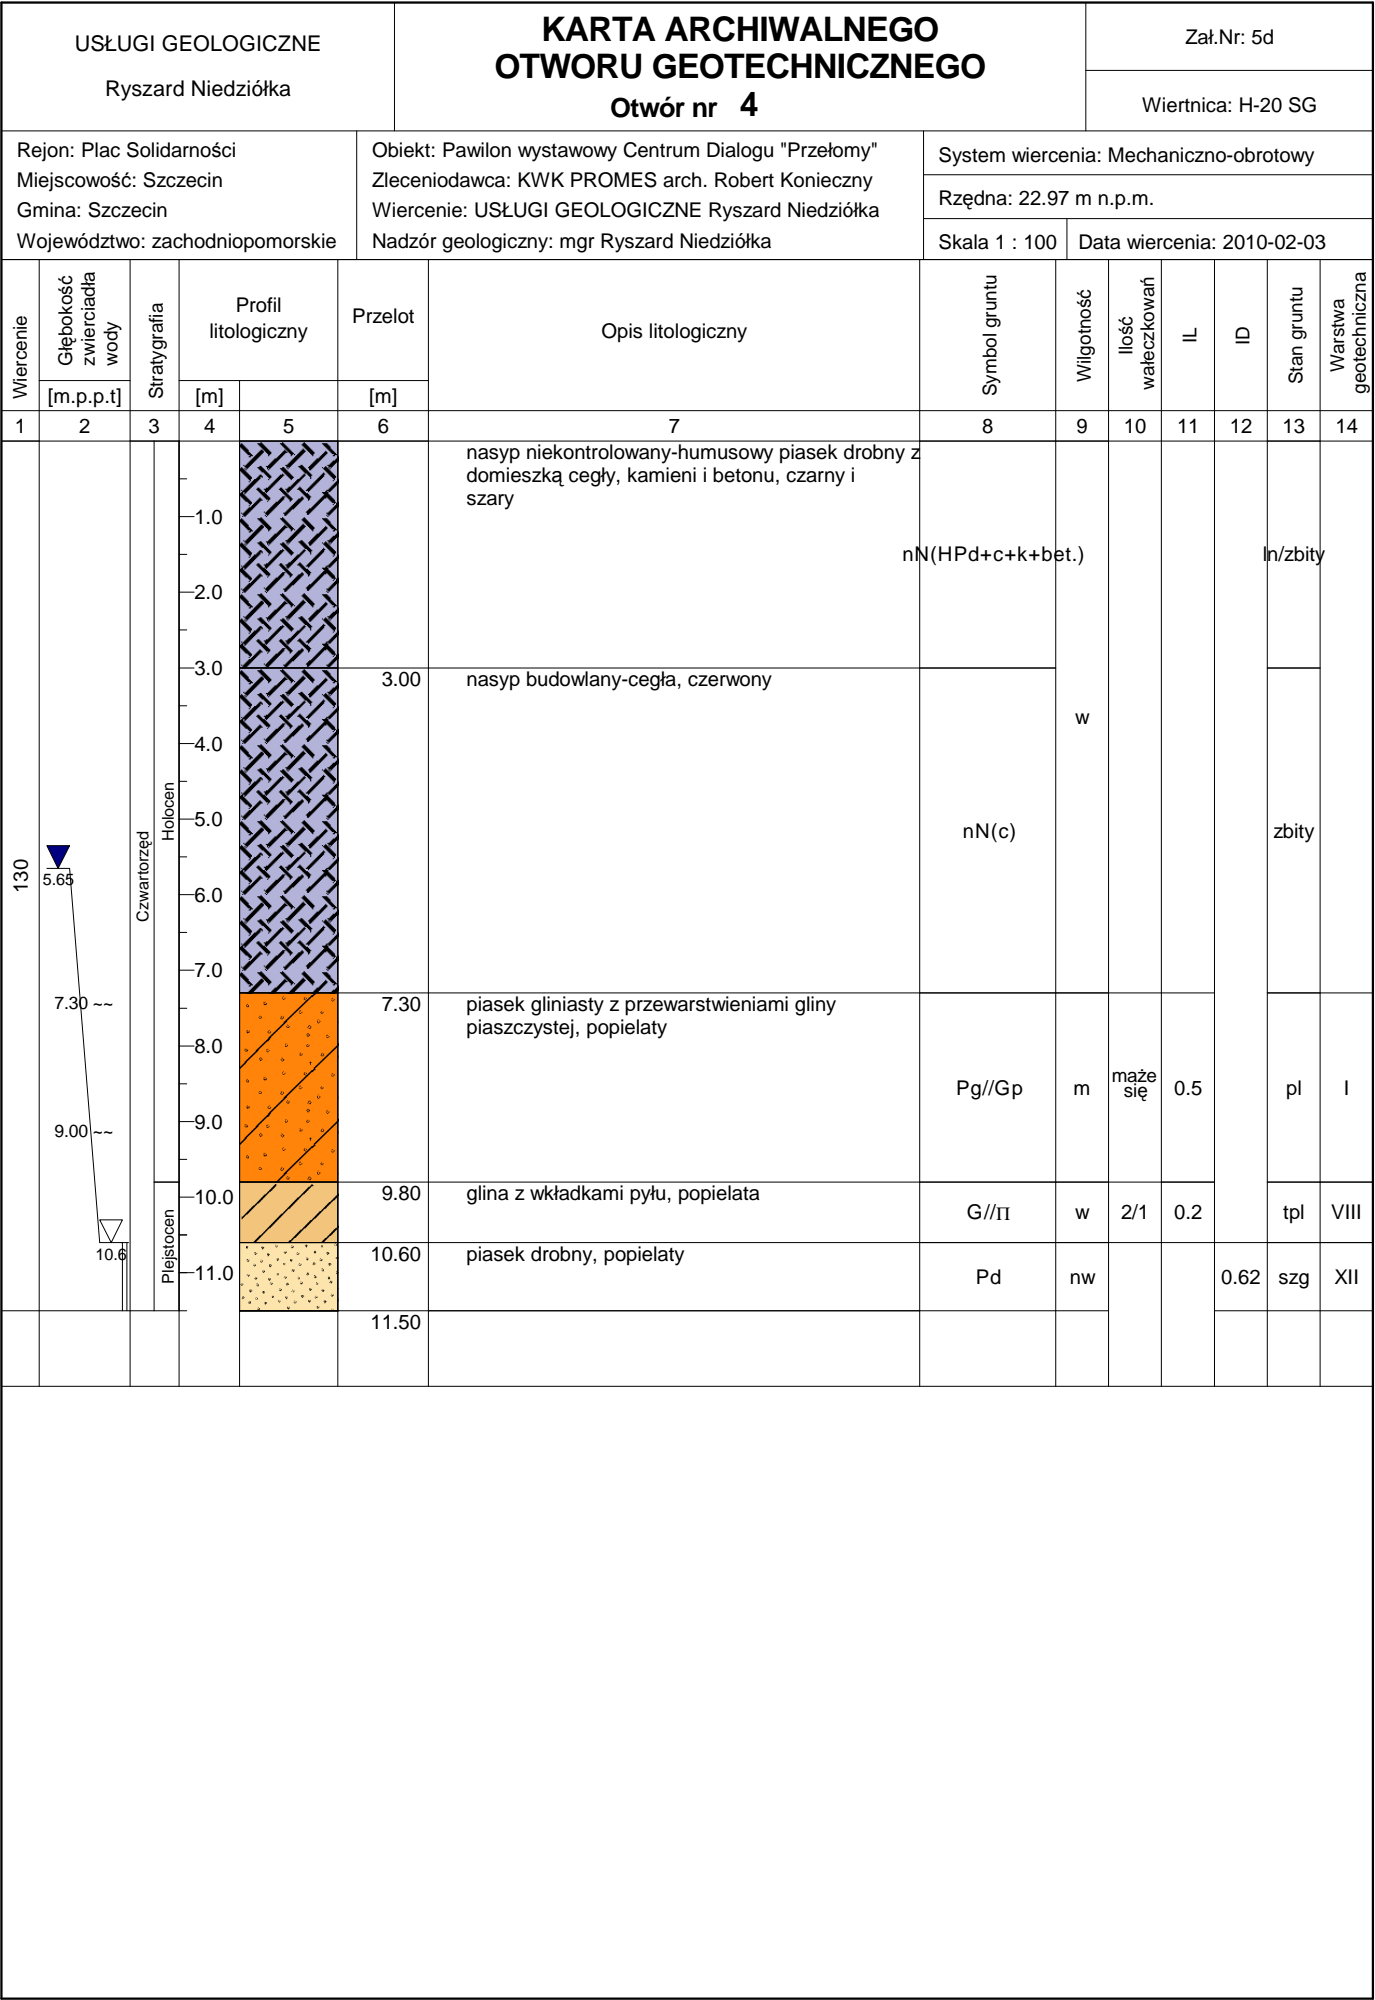 USŁUGI GEOLOGICZNE
Ryszard Niedziółka
KARTA ARCHIWALNEGO
OTWORU GEOTECHNICZNEGO
Otwór nr 4
Zał.Nr: 5d
Wiertnica: H-20 SG
Rejon: Plac Solidarności
Miejscowość: Szczecin
Gmina: Szczecin
Województwo: zachodniopomorskie
Obiekt: Pawilon wystawowy Centrum Dialogu "Przełomy"
Zleceniodawca: KWK PROMES arch. Robert Konieczny
Wiercenie: USŁUGI GEOLOGICZNE Ryszard Niedziółka
Nadzór geologiczny: mgr Ryszard Niedziółka
System wiercenia: Mechaniczno-obrotowy
Rzędna: 22.97 m n.p.m.
Skala 1 : 100
Data wiercenia: 2010-02-03
Wiercenie
Głębokość
zwierciadła
wody
[m.p.p.t]
Stratygrafia
Profil
litologiczny
[m]
Przelot
[m]
Opis litologiczny
Symbol gruntu
Wilgotność
Ilość
wałeczkowań
IL
ID
Stan gruntu
Warstwa
geotechniczna
1 2 3 4 5 6 7 8 9 10 11 12 13 14
nasyp niekontrolowany-humusowy piasek drobny z
domieszką cegły, kamieni i betonu, czarny i
szary
1.0
nN(HPd+c+k+bet.)
ln/zbity
2.0
3.0
3.00
nasyp budowlany-cegła, czerwony
w
4.0
Holocen
5.0
nN(c)
zbity
Czwartorzęd
130
5.65
6.0
7.0
7.30 ~~
7.30
piasek gliniasty z przewarstwieniami gliny
piaszczystej, popielaty
8.0
Pg//Gp
m
maże
się
0.5
pl
I
9.0
9.00 ~~
10.0
9.80
glina z wkładkami pyłu, popielata
G//Π
w
2/1
0.2
tpl
VIII
Plejstocen
10.6
10.60
piasek drobny, popielaty
11.0
Pd
nw
0.62
szg
XII
11.50